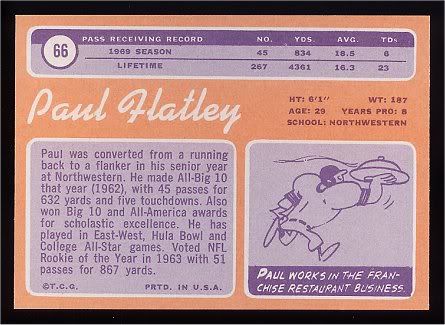 66
PASS RECEIVING RECORD NO. YDS. AVG. TDs
1969 SEASON 45 834 18.5 6
LIFETIME 267 4361 16.3 23
Paul Flatley
HT: 6'1" WT: 187
AGE: 29 YEARS PRO: 8
SCHOOL: NORTHWESTERN
Paul was converted from a running
back to a flanker in his senior year
at Northwestern. He made All-Big 10
that year (1962), with 45 passes for
632 yards and five touchdowns. Also
won Big 10 and All-America awards
for scholastic excellence. He has
played in East-West, Hula Bowl and
College All-Star games. Voted NFL
Rookie of the Year in 1963 with 51
passes for 867 yards.
©T.C.G. PRTD. IN U.S.A.
PAUL WORKS IN THE FRAN-
CHISE RESTAURANT BUSINESS.